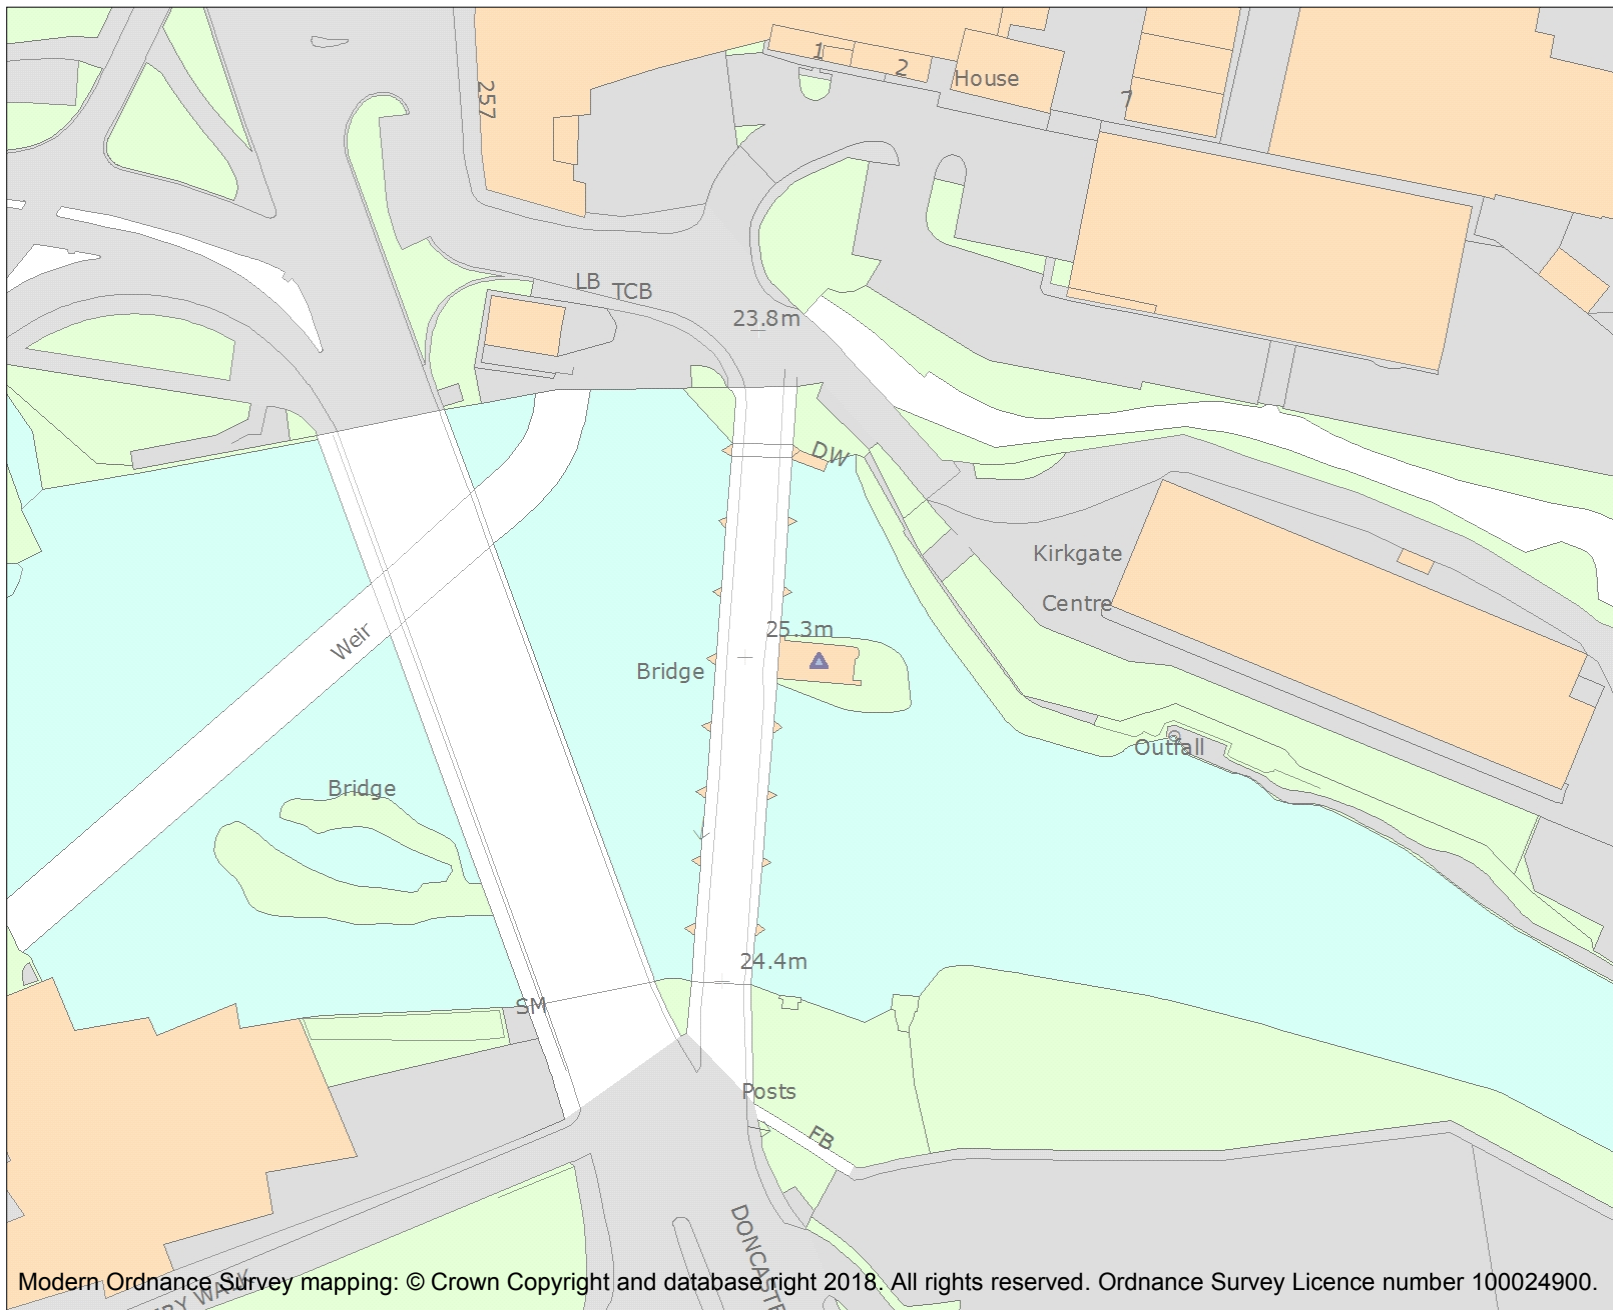 1
2
House
7
257
LB
TCB
23.8m
DW
Kirkgate
Centre
25.3m
Weir
Bridge
Outfall
Bridge
24.4m
SM
Posts
FB
Modern Ordnance Survey mapping: © Crown Copyright and database right 2018. All rights reserved. Ordnance Survey Licence number 100024900.